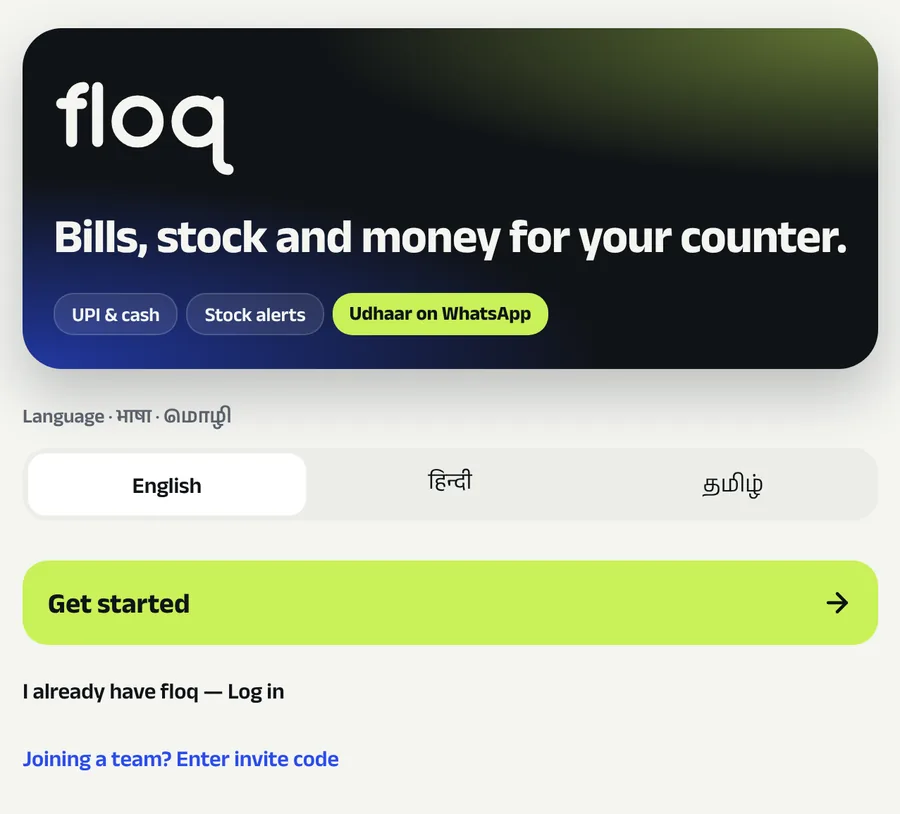 floq
Bills, stock and money for your counter.
UPI & cash Stock alerts Udhaar on WhatsApp
Language · भाषा · மொழி
English हिन्दी தமிழ்
Get started →
I already have floq — Log in
Joining a team? Enter invite code